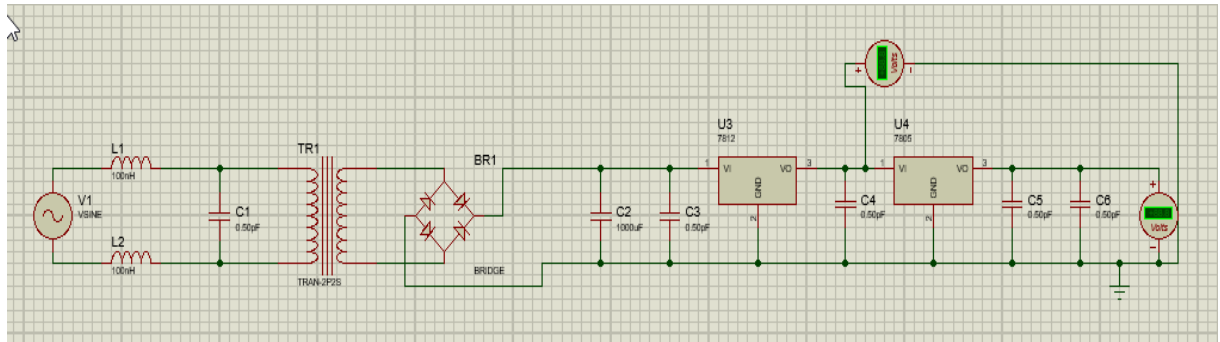 V1
VSINE
L1
100nH
L2
100nH
C1
0.50pF
TR1
TRAN-2P2S
BR1
BRIDGE
C2
1000uF
C3
0.50pF
U3
7812
1
VI
VO
3
GND
2
C4
0.50pF
+
Volts
-
U4
7805
1
VI
VO
3
GND
2
C5
0.50pF
C6
0.50pF
+
Volts
-